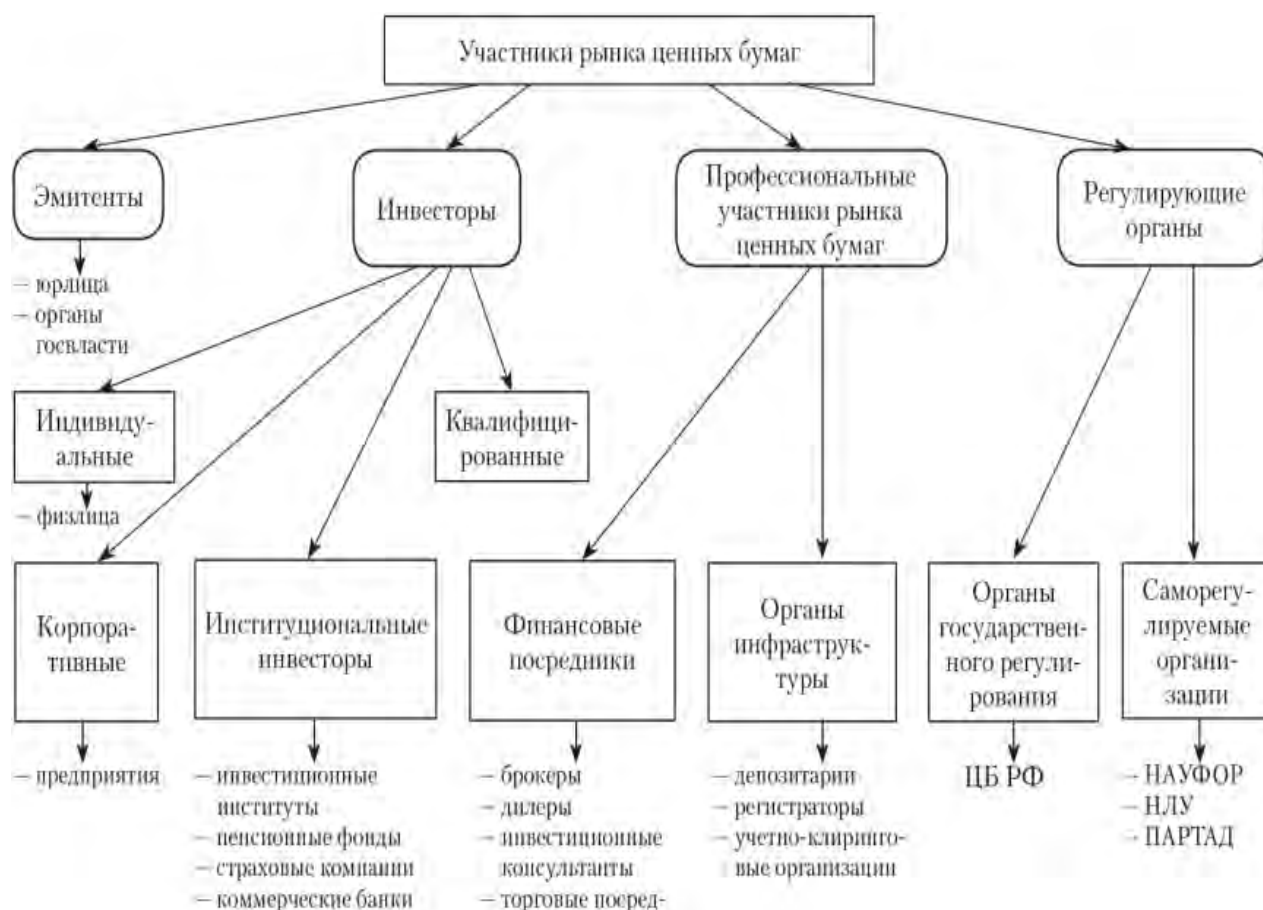 Участники рынка ценных бумаг
Эмитенты
Инвесторы
Профессиональные
участники рынка
ценных бумаг
Регулирующие
органы
– юрлица
– органы
госвласти
Индивиду-
альные
Квалифици-
рованные
– физлица
Корпора-
тивные
Институциональные
инвесторы
Финансовые
посредники
Органы
инфраструк-
туры
Органы
государствен-
ного регули-
рования
Саморегу-
лируемые
органи-
зации
– предприятия
– инвестиционные
институты
– пенсионные фонды
– страховые компании
– коммерческие банки
– брокеры
– дилеры
– инвестиционные
консультанты
– торговые посред-
– депозитарии
– регистраторы
– учетно-клиринго-
вые организации
ЦБ РФ
– НАУФОР
– НЛУ
– ПАРТАД